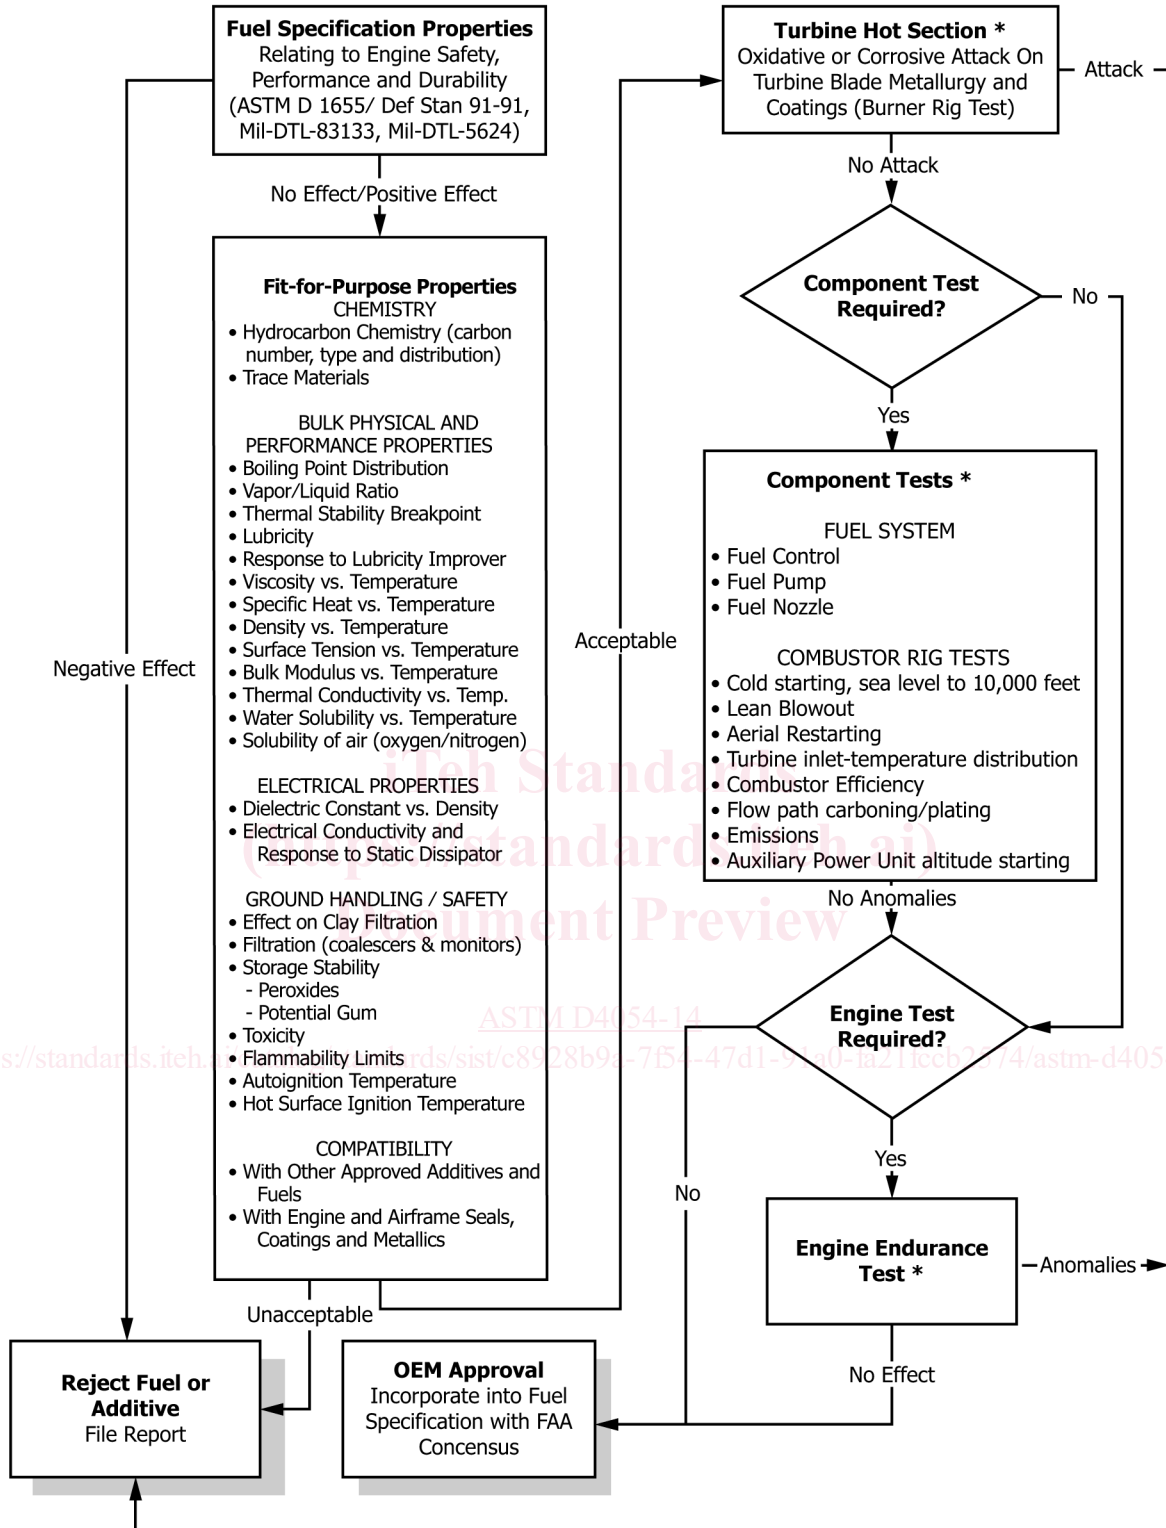 Fuel Specification Properties
Relating to Engine Safety,
Performance and Durability
(ASTM D 1655/ Def Stan 91-91,
Mil-DTL-83133, Mil-DTL-5624)
No Effect/Positive Effect
Negative Effect
Fit-for-Purpose Properties
CHEMISTRY
• Hydrocarbon Chemistry (carbon
number, type and distribution)
• Trace Materials
BULK PHYSICAL AND
PERFORMANCE PROPERTIES
• Boiling Point Distribution
• Vapor/Liquid Ratio
• Thermal Stability Breakpoint
• Lubricity
• Response to Lubricity Improver
• Viscosity vs. Temperature
• Specific Heat vs. Temperature
• Density vs. Temperature
• Surface Tension vs. Temperature
• Bulk Modulus vs. Temperature
• Thermal Conductivity vs. Temp.
• Water Solubility vs. Temperature
• Solubility of air (oxygen/nitrogen)
ELECTRICAL PROPERTIES
• Dielectric Constant vs. Density
• Electrical Conductivity and
Response to Static Dissipator
GROUND HANDLING / SAFETY
• Effect on Clay Filtration
• Filtration (coalescers & monitors)
• Storage Stability
- Peroxides
- Potential Gum
• Toxicity
• Flammability Limits
• Autoignition Temperature
• Hot Surface Ignition Temperature
COMPATIBILITY
• With Other Approved Additives and
Fuels
• With Engine and Airframe Seals,
Coatings and Metallics
Unacceptable
Acceptable
Reject Fuel or
Additive
File Report
Turbine Hot Section *
Oxidative or Corrosive Attack On
Turbine Blade Metallurgy and
Coatings (Burner Rig Test)
Attack
No Attack
Component Test
Required?
No
Yes
Component Tests *
FUEL SYSTEM
• Fuel Control
• Fuel Pump
• Fuel Nozzle
COMBUSTOR RIG TESTS
• Cold starting, sea level to 10,000 feet
• Lean Blowout
• Aerial Restarting
• Turbine inlet-temperature distribution
• Combustor Efficiency
• Flow path carboning/plating
• Emissions
• Auxiliary Power Unit altitude starting
No Anomalies
Engine Test
Required?
Yes
No
Engine Endurance
Test *
Anomalies
No Effect
OEM Approval
Incorporate into Fuel
Specification with FAA
Concensus
iTeh Standards
(https://standards.iteh.ai)
Document Preview
ASTM D4054-14